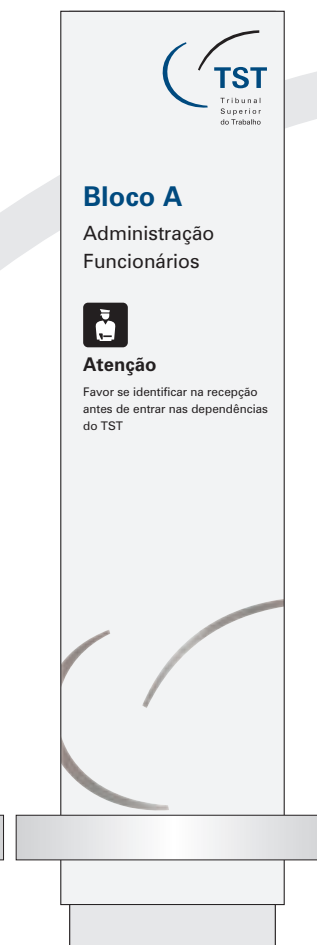 TST
Tribunal
Superior
do Trabalho
Bloco A
Administração
Funcionários
Atenção
Favor se identificar na recepção
antes de entrar nas dependências
do TST